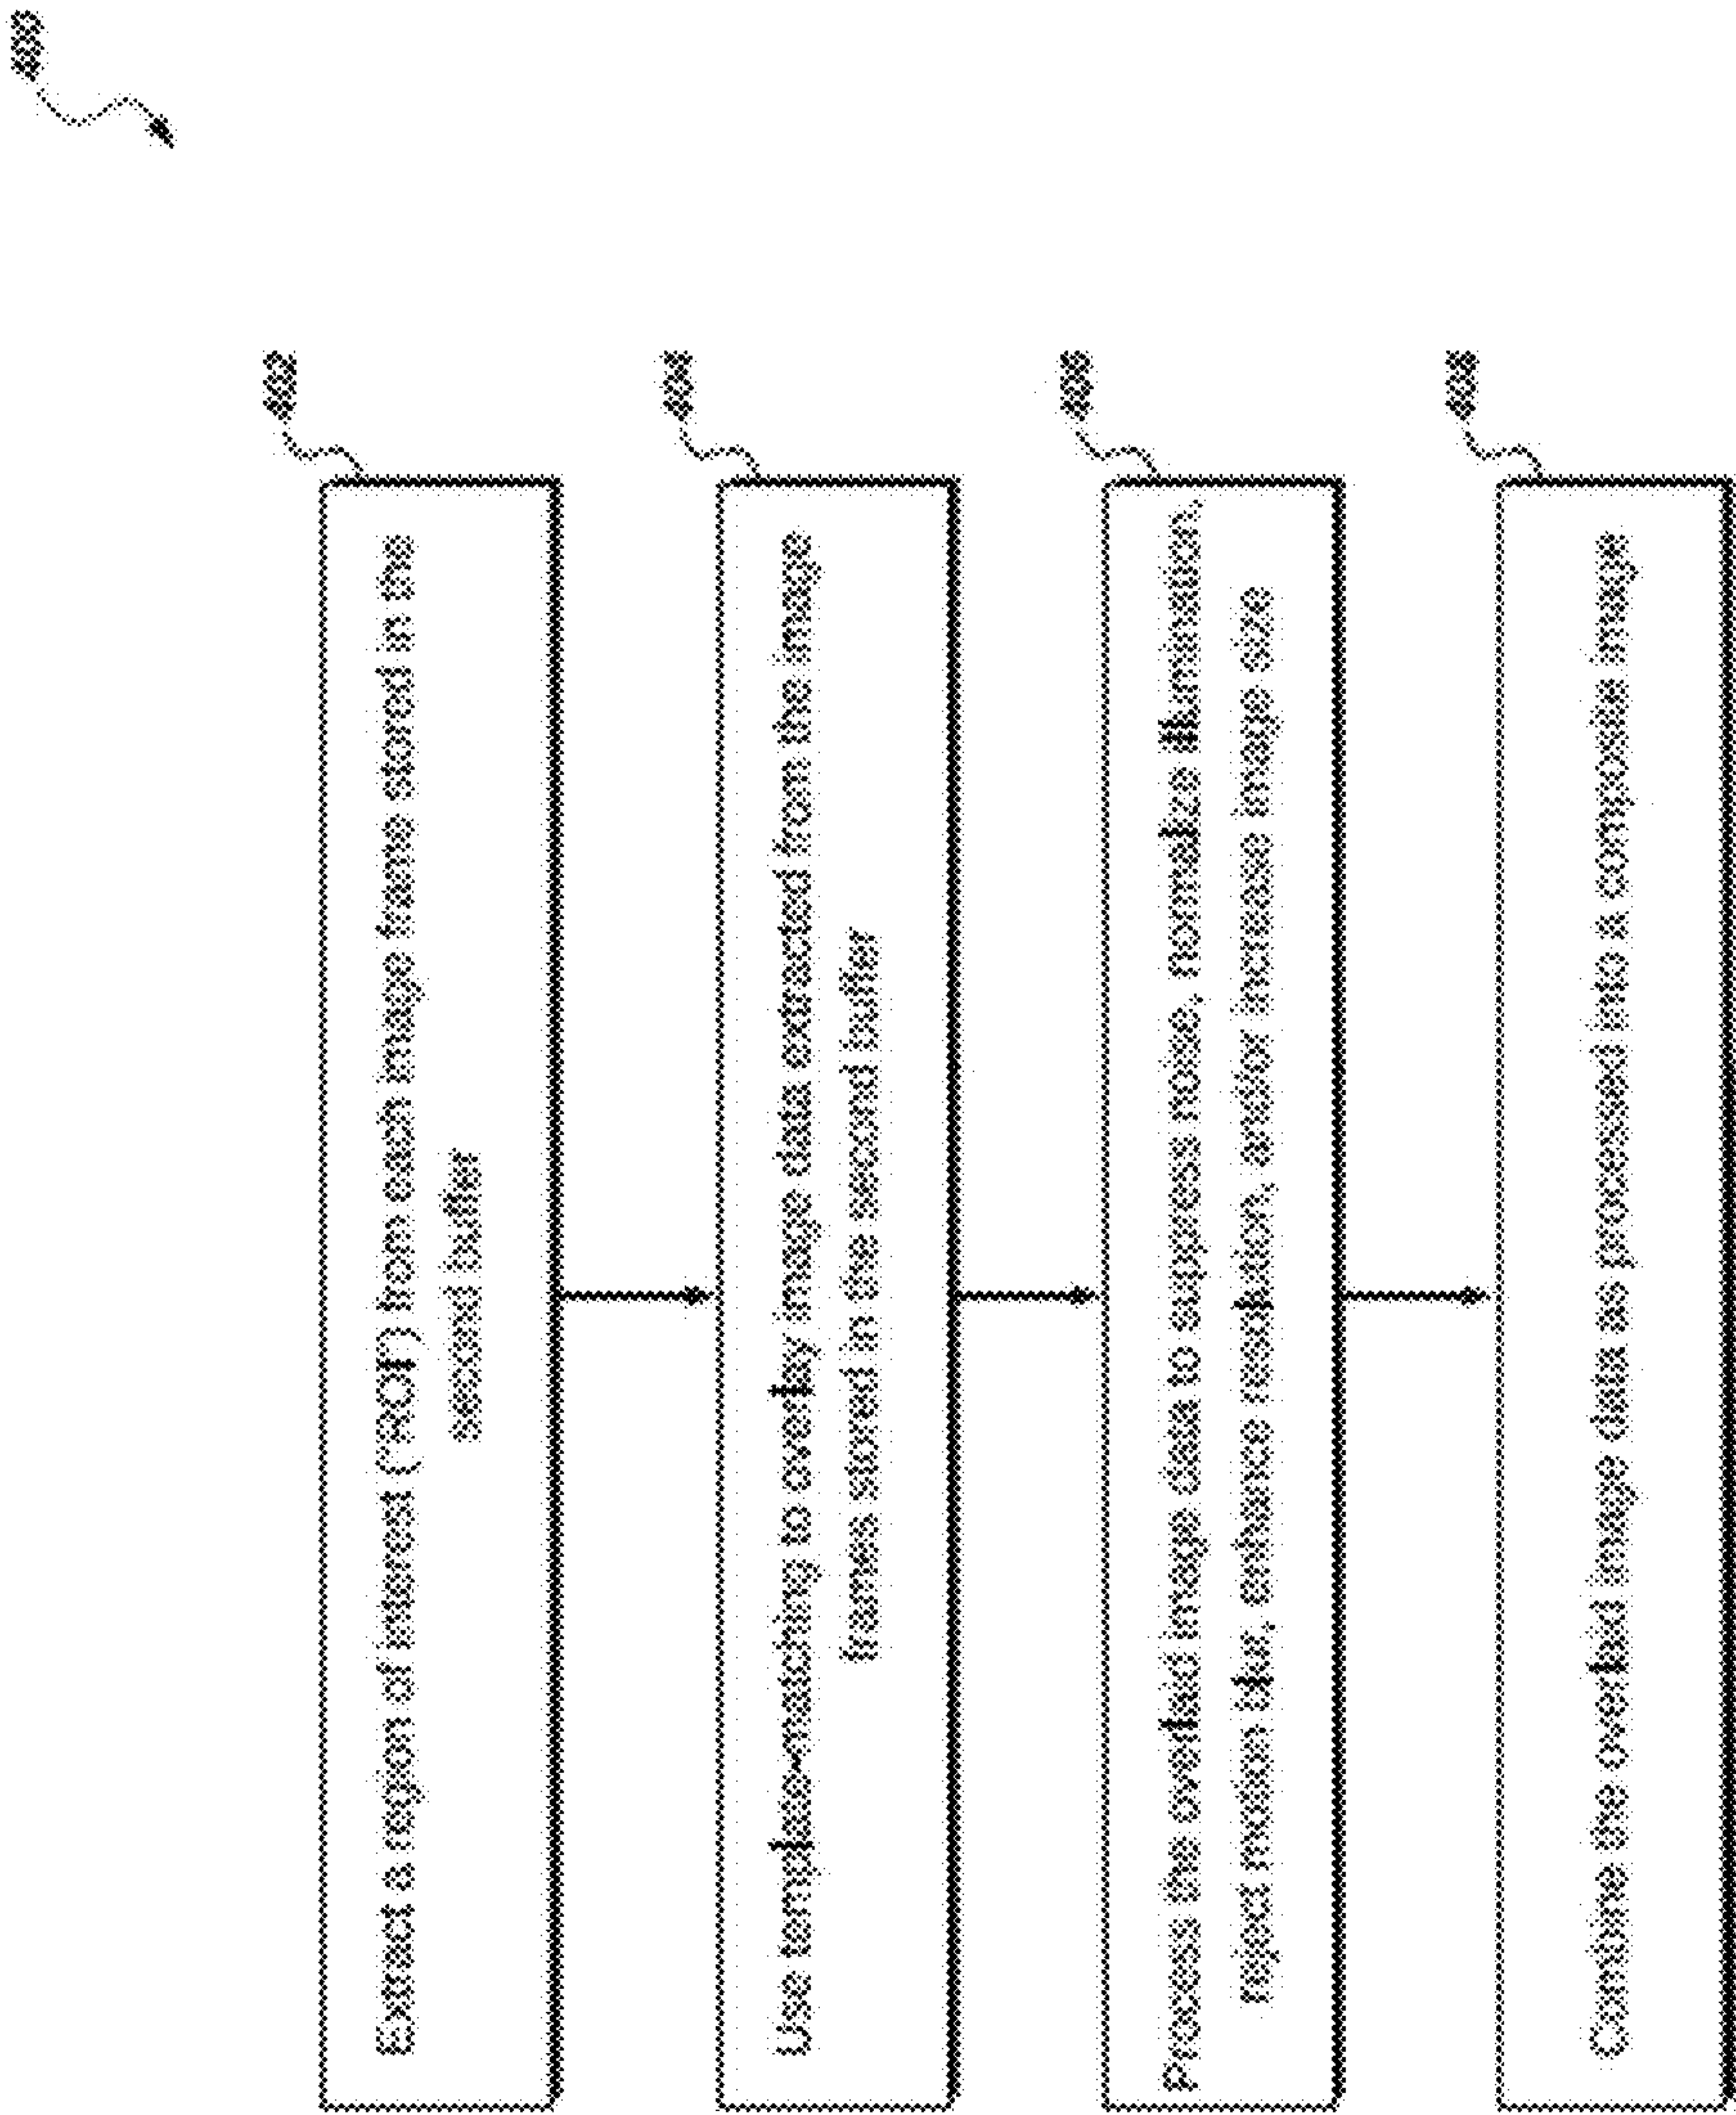 Extract a region of interest ("ROI") from each image frame stored in the
second buffer
Use template-matching to overlay image data extracted from the image
frames stored in the second buffer
Process the overlaid image data to suppress noise, normalize illumination,
reject motion blur, enhance resolution, and/or increase image size
Combine the overlaid image data so processed into a composite image